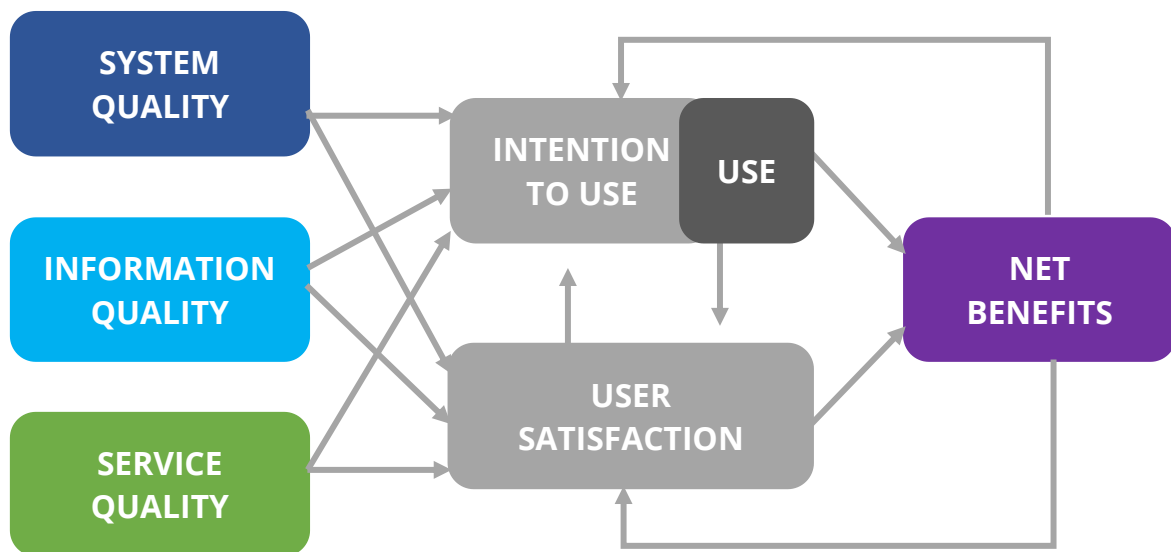 SYSTEM
QUALITY
INTENTION
TO USE
USE
INFORMATION
QUALITY
NET
BENEFITS
USER
SATISFACTION
SERVICE
QUALITY